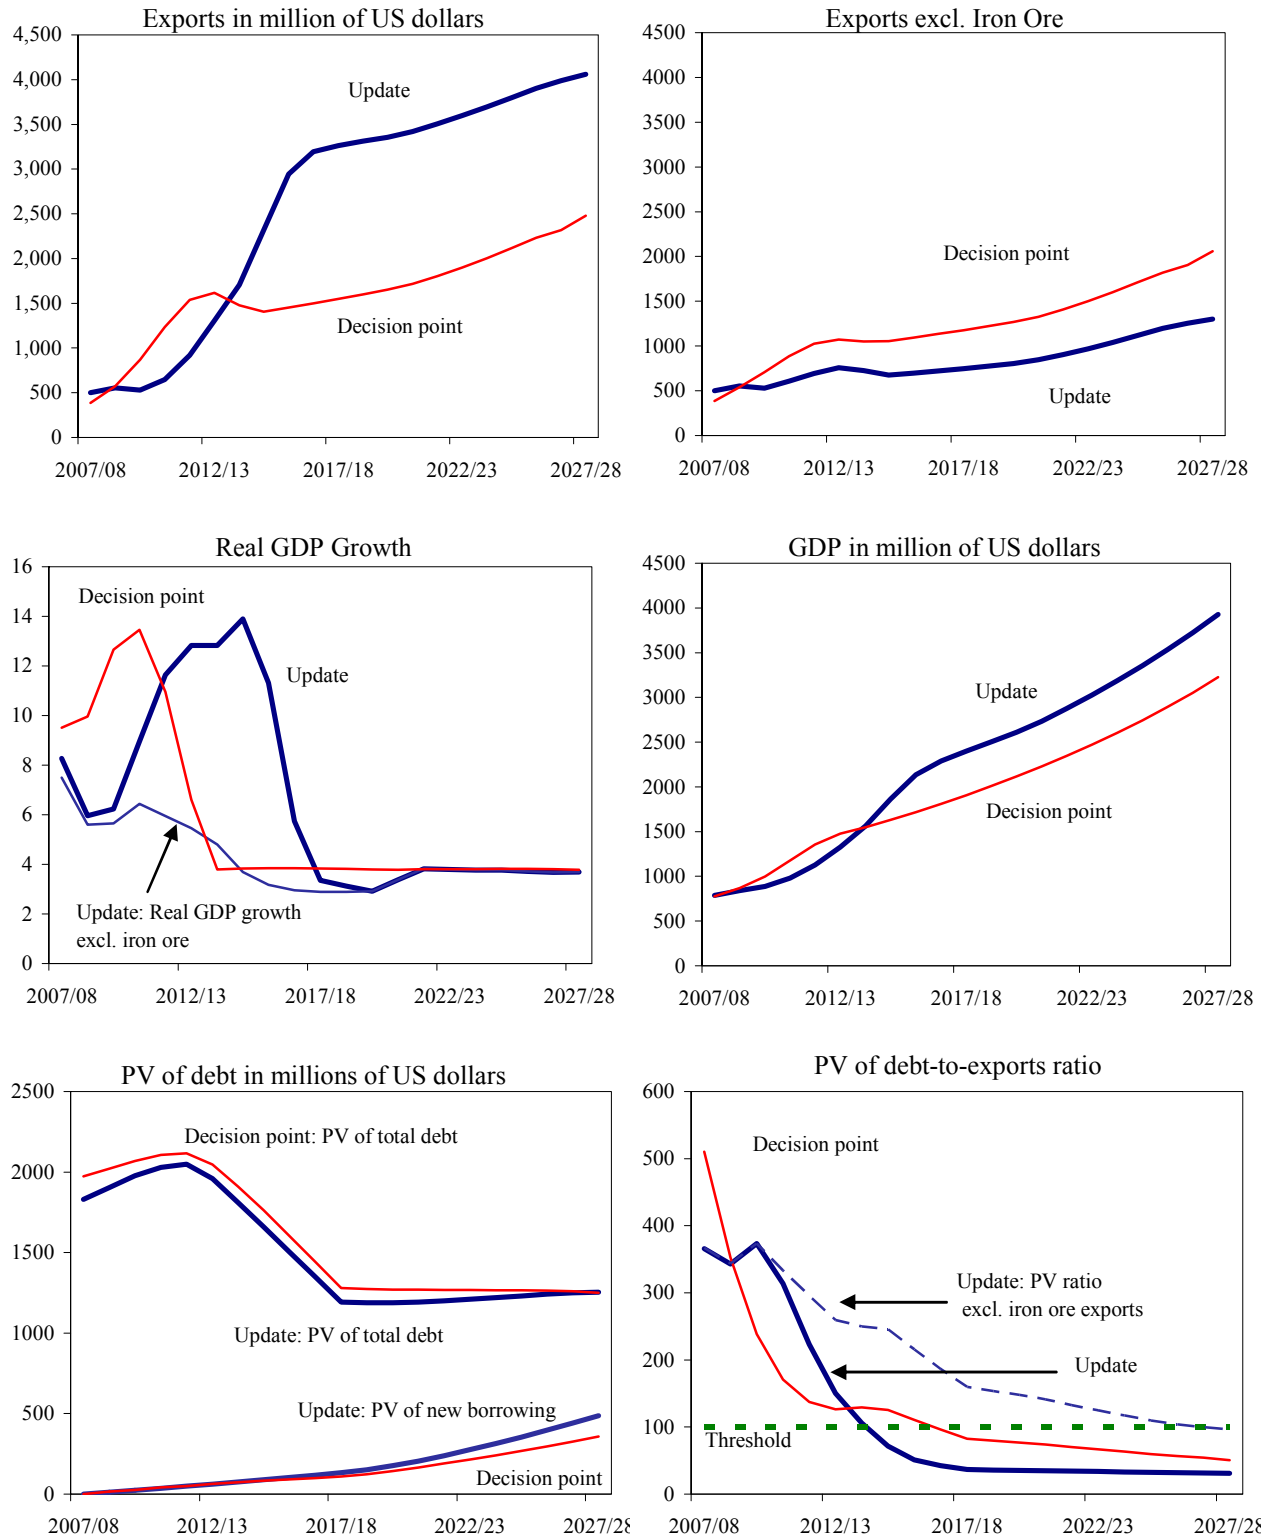 Exports in million of US dollars
4,500
4,000
3,500
3,000
2,500
2,000
1,500
1,000
500
0
Update
Decision point
2007/08 2012/13 2017/18 2022/23 2027/28
Exports excl. Iron Ore
4500
4000
3500
3000
2500
2000
1500
1000
500
0
Decision point
Update
2007/08 2012/13 2017/18 2022/23 2027/28
Real GDP Growth
16
14
12
10
8
6
4
2
0
Decision point
Update
Update: Real GDP growth
excl. iron ore
2007/08 2012/13 2017/18 2022/23 2027/28
GDP in million of US dollars
4500
4000
3500
3000
2500
2000
1500
1000
500
0
Update
Decision point
2007/08 2012/13 2017/18 2022/23 2027/28
PV of debt in millions of US dollars
2500
2000
1500
1000
500
0
Decision point: PV of total debt
Update: PV of total debt
Update: PV of new borrowing
Decision point
2007/08 2012/13 2017/18 2022/23 2027/28
PV of debt-to-exports ratio
600
500
400
300
200
100
0
Decision point
Update: PV ratio
excl. iron ore exports
Update
Threshold
2007/08 2012/13 2017/18 2022/23 2027/28